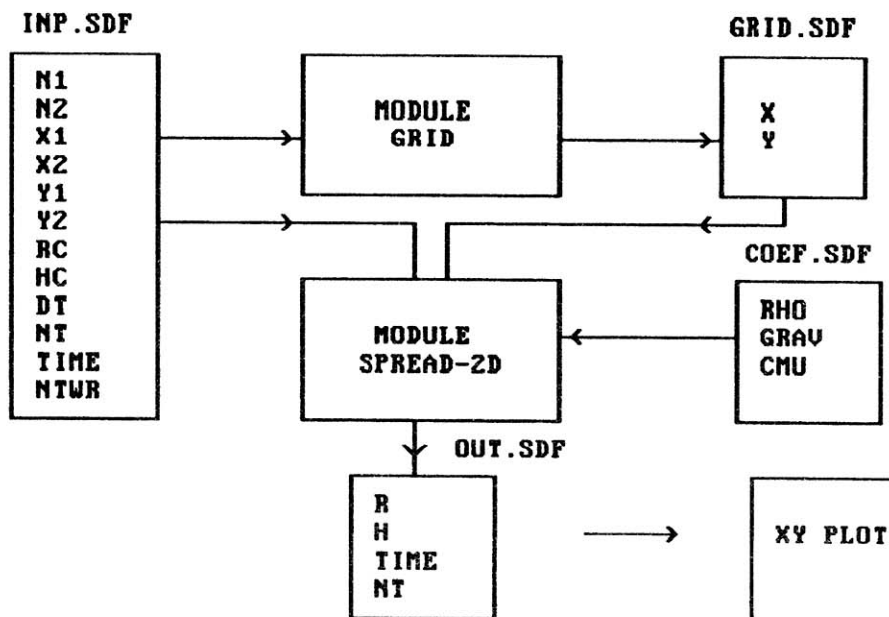 INP.SDF
N1
N2
X1
X2
Y1
Y2
RC
HC
DT
NT
TIME
NTWR
MODULE
GRID
GRID.SDF
X
Y
MODULE
SPREAD-2D
COEF.SDF
RHO
GRAV
CMU
OUT.SDF
R
H
TIME
NT
XY PLOT